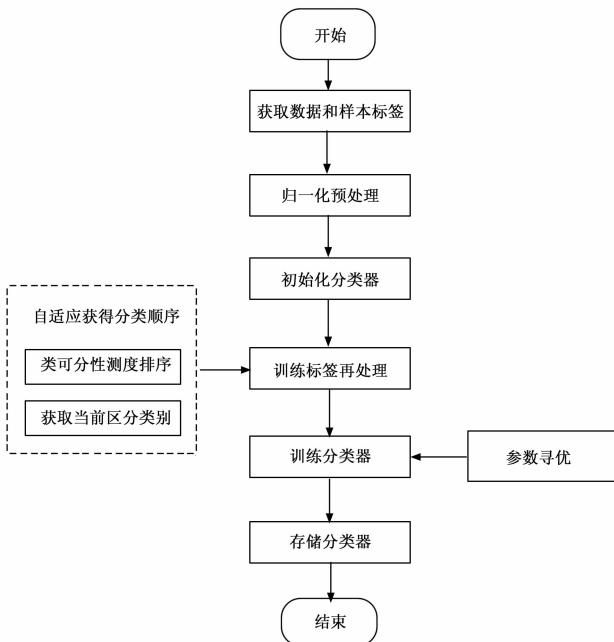 开始
获取数据和样本标签
归一化预处理
初始化分类器
自适应获得分类顺序
类可分性测度排序
获取当前区分类别
训练标签再处理
训练分类器
参数寻优
存储分类器
结束